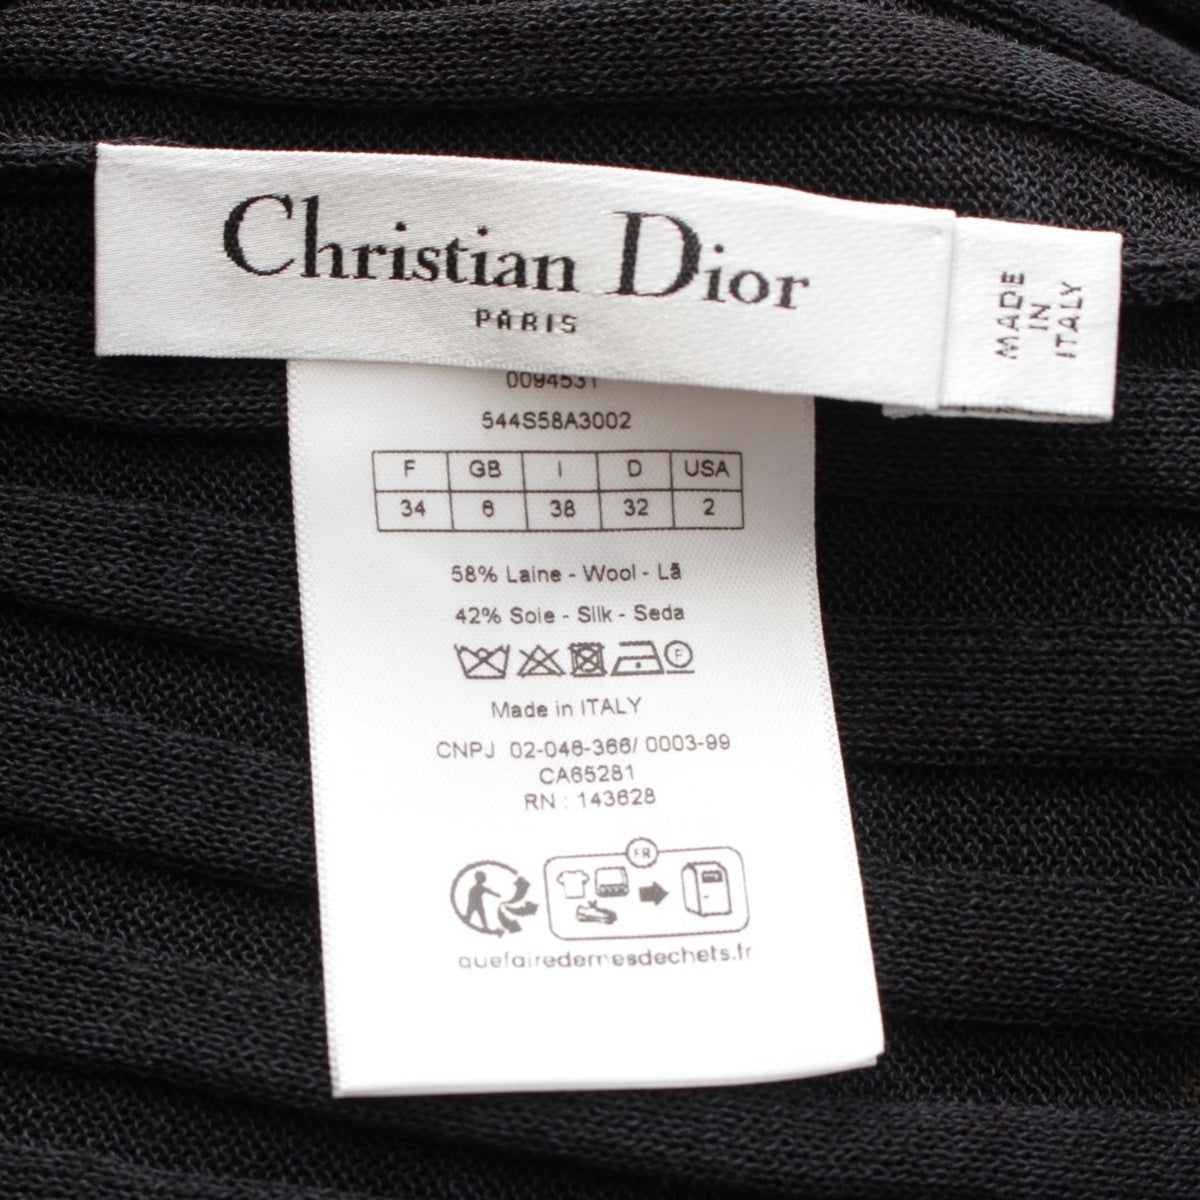 Christian Dior
PARIS
MADE
IN
ITALY
0094531
544S58A3002
F GB I D USA
34 6 38 32 2
58% Laine - Wool - Lã
42% Soie - Silk - Seda
F
Made in ITALY
CNPJ 02-046-366/ 0003-99
CA65281
RN : 143628
FR
quefairedemesdechets.fr